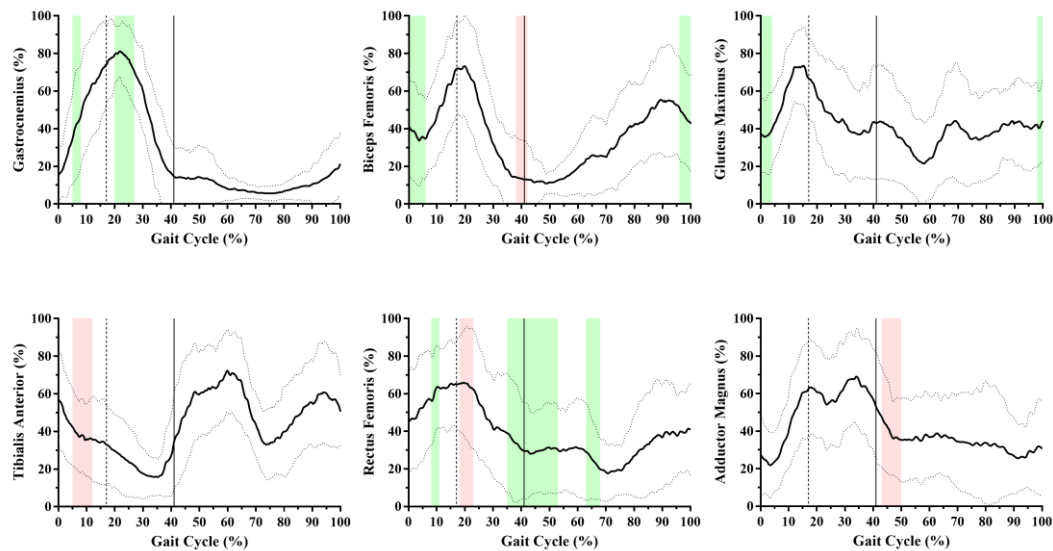 Gastrocnemius (%)
100
80
60
40
20
0
0 10 20 30 40 50 60 70 80 90 100
Gait Cycle (%)
Biceps Femoris (%)
100
80
60
40
20
0
0 10 20 30 40 50 60 70 80 90 100
Gait Cycle (%)
Gluteus Maximus (%)
100
80
60
40
20
0
0 10 20 30 40 50 60 70 80 90 100
Gait Cycle (%)
Tibialis Anterior (%)
100
80
60
40
20
0
0 10 20 30 40 50 60 70 80 90 100
Gait Cycle (%)
Rectus Femoris (%)
100
80
60
40
20
0
0 10 20 30 40 50 60 70 80 90 100
Gait Cycle (%)
Adductor Magnus (%)
100
80
60
40
20
0
0 10 20 30 40 50 60 70 80 90 100
Gait Cycle (%)